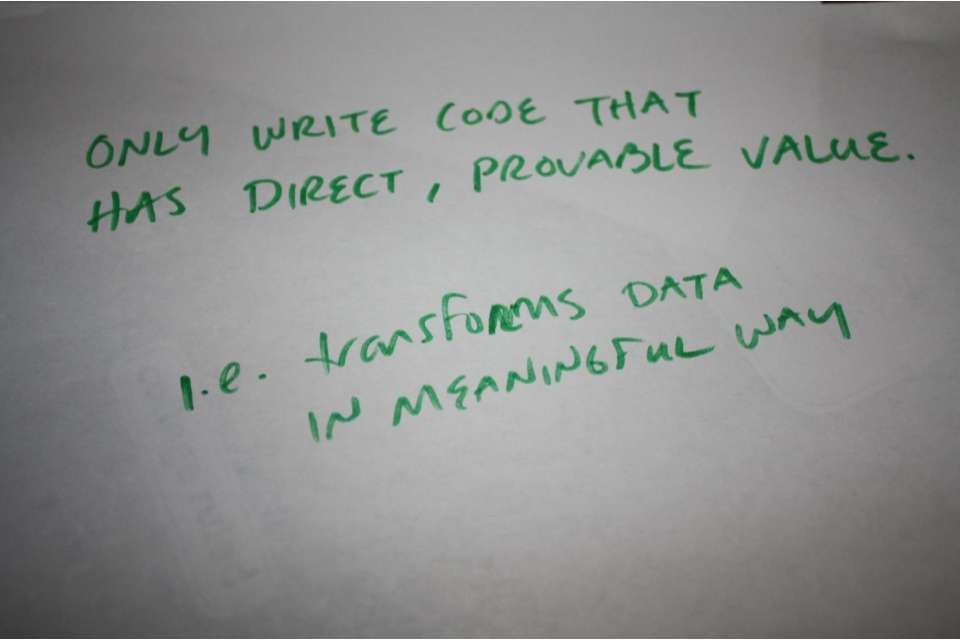 ONLY WRITE CODE THAT
HAS DIRECT, PROVABLE VALUE.
i.e. transforms DATA
IN MEANINGFUL WAY